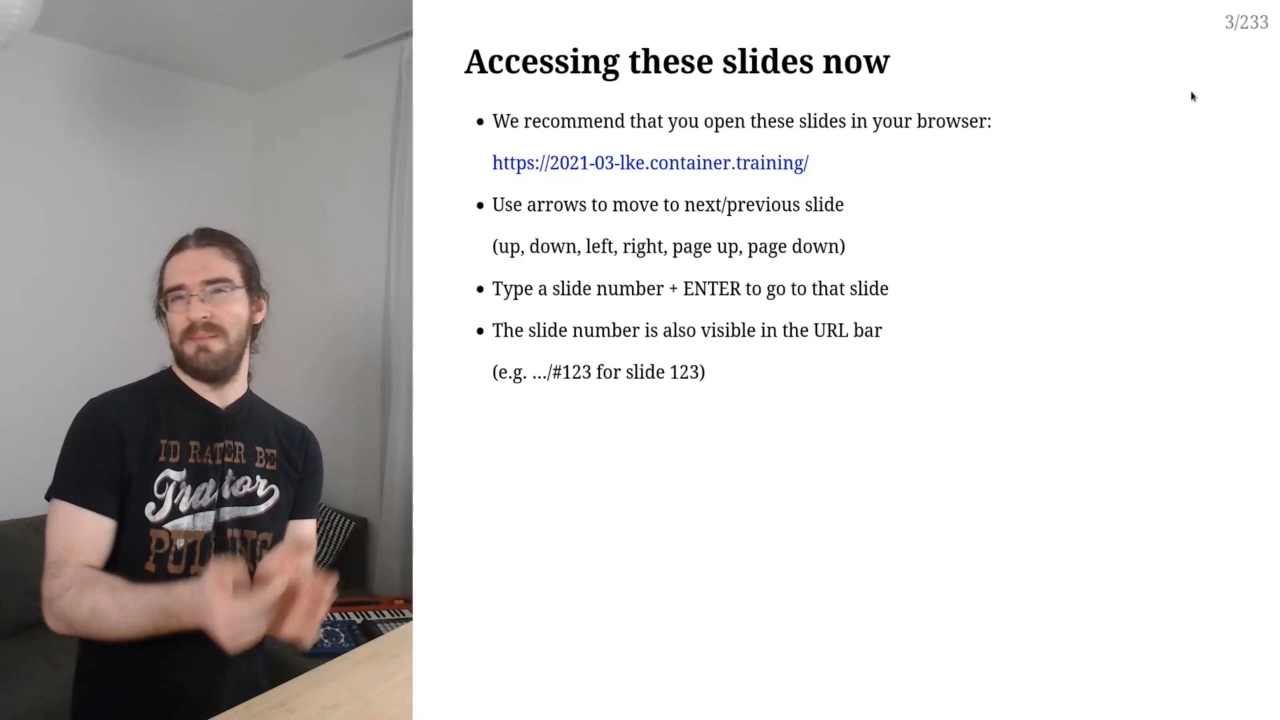 3/233
Accessing these slides now
We recommend that you open these slides in your browser:
https://2021-03-lke.container.training/
Use arrows to move to next/previous slide
(up, down, left, right, page up, page down)
Type a slide number + ENTER to go to that slide
The slide number is also visible in the URL bar
(e.g. .../#123 for slide 123)
I'D RATHER BE
Tractor
PULLING